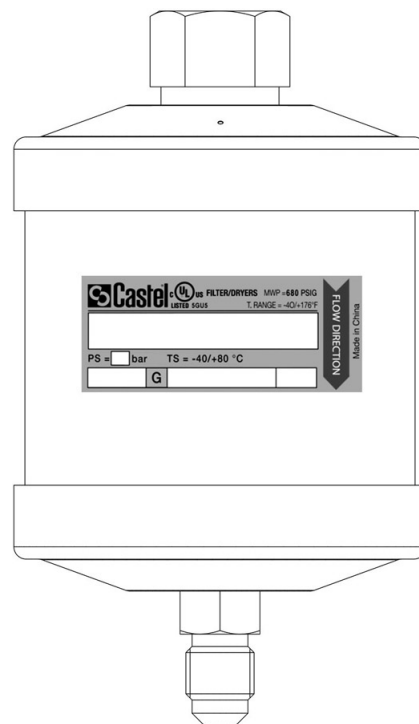 Castel c UL us LISTED 5GU5 FILTER/DRYERS MWP =680 PSIG
T. RANGE = -40/+176°F
PS = bar TS = -40/+80 °C
G
FLOW DIRECTION
Made in China